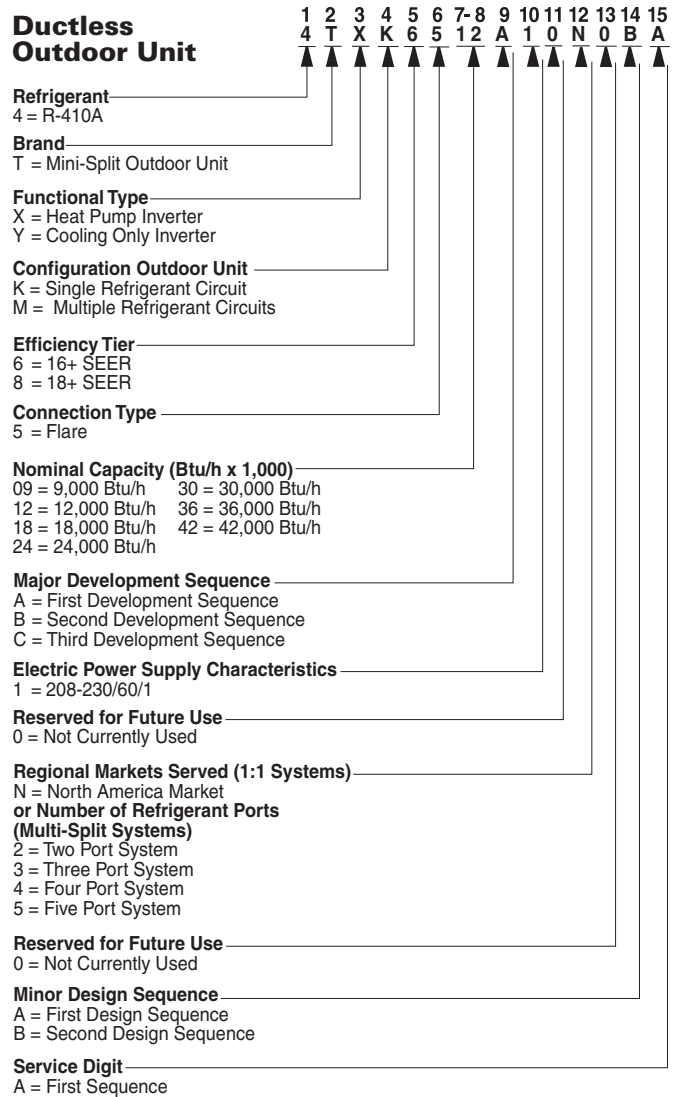 Ductless
Outdoor Unit
1 2 3 4 5 6 7-8 9 10 11 12 13 14 15
4 T X K 6 5 12 A 1 0 N 0 B A
Refrigerant
4 = R-410A
Brand
T = Mini-Split Outdoor Unit
Functional Type
X = Heat Pump Inverter
Y = Cooling Only Inverter
Configuration Outdoor Unit
K = Single Refrigerant Circuit
M = Multiple Refrigerant Circuits
Efficiency Tier
6 = 16+ SEER
8 = 18+ SEER
Connection Type
5 = Flare
Nominal Capacity (Btu/h x 1,000)
09 = 9,000 Btu/h 30 = 30,000 Btu/h
12 = 12,000 Btu/h 36 = 36,000 Btu/h
18 = 18,000 Btu/h 42 = 42,000 Btu/h
24 = 24,000 Btu/h
Major Development Sequence
A = First Development Sequence
B = Second Development Sequence
C = Third Development Sequence
Electric Power Supply Characteristics
1 = 208-230/60/1
Reserved for Future Use
0 = Not Currently Used
Regional Markets Served (1:1 Systems)
N = North America Market
or Number of Refrigerant Ports
(Multi-Split Systems)
2 = Two Port System
3 = Three Port System
4 = Four Port System
5 = Five Port System
Reserved for Future Use
0 = Not Currently Used
Minor Design Sequence
A = First Design Sequence
B = Second Design Sequence
Service Digit
A = First Sequence